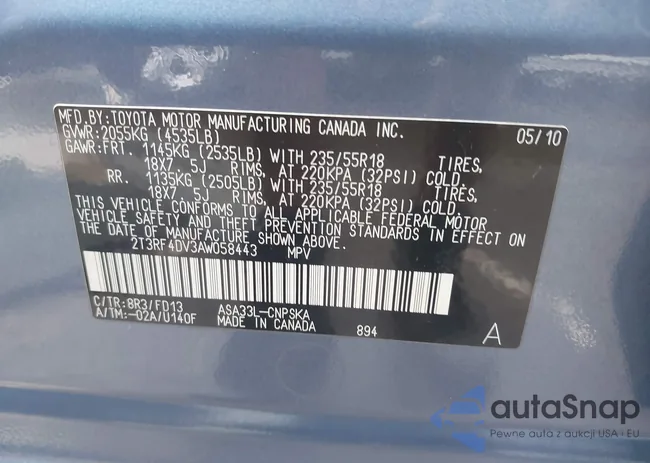 MFD.BY:TOYOTA MOTOR MANUFACTURING CANADA INC. 05/10
GVWR:2055KG (4535LB)
GAWR:FRT. 1145KG (2535LB) WITH 235/55R18 TIRES,
18X7 5J RIMS, AT 220KPA (32PSI) COLD.
RR. 1135KG (2505LB) WITH 235/55R18 TIRES,
18X7 5J RIMS, AT 220KPA (32PSI) COLD.
THIS VEHICLE CONFORMS TO ALL APPLICABLE FEDERAL MOTOR
VEHICLE SAFETY AND THEFT PREVENTION STANDARDS IN EFFECT ON
THE DATE OF MANUFACTURE SHOWN ABOVE.
2T3RF4DV3AW058443 MPV
C/TR:8R3/FD13 ASA33L-CNPSKA
A/TM:-02A/U140F MADE IN CANADA 894 A
autaSnap
Pewne auta z aukcji USA i EU